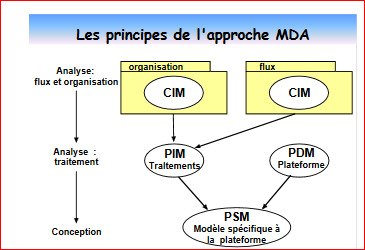 Les principes de l'approche MDA
Analyse:
flux et organisation
organisation
CIM
flux
CIM
Analyse :
traitement
PIM
Traitements
PDM
Plateforme
Conception
PSM
Modèle spécifique à
la plateforme